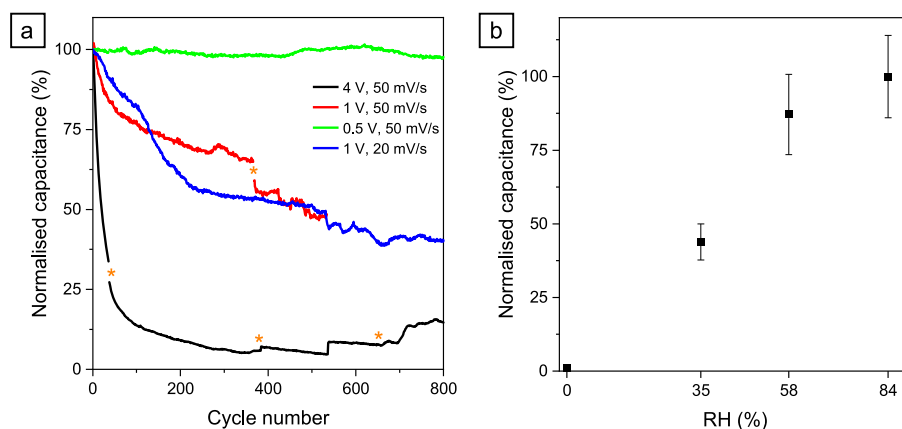 a
Normalised capacitance (%)
100
75
50
25
0
4 V, 50 mV/s
1 V, 50 mV/s
0.5 V, 50 mV/s
1 V, 20 mV/s
*
*
*
*
0
200
400
600
800
Cycle number
b
Normalised capacitance (%)
100
75
50
25
0
0
35
58
84
RH (%)